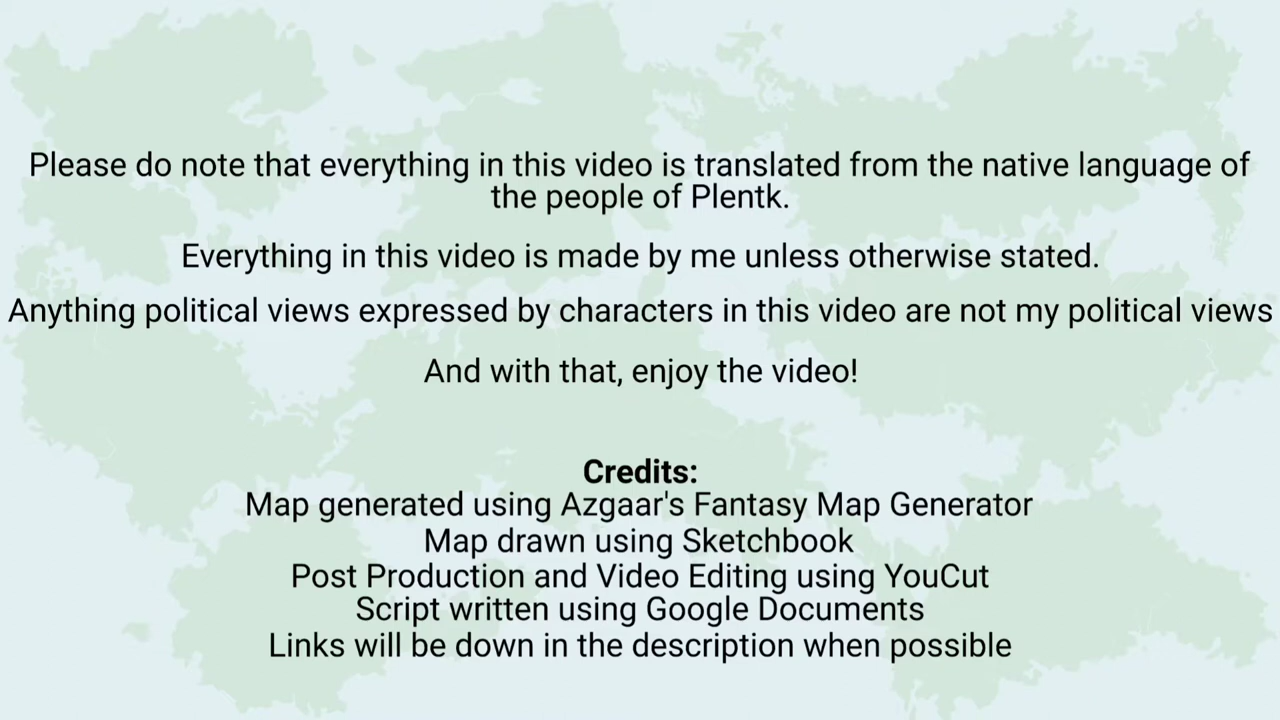 Please do note that everything in this video is translated from the native language of
the people of Plentk.
Everything in this video is made by me unless otherwise stated.
Anything political views expressed by characters in this video are not my political views
And with that, enjoy the video!
Credits:
Map generated using Azgaar's Fantasy Map Generator
Map drawn using Sketchbook
Post Production and Video Editing using YouCut
Script written using Google Documents
Links will be down in the description when possible